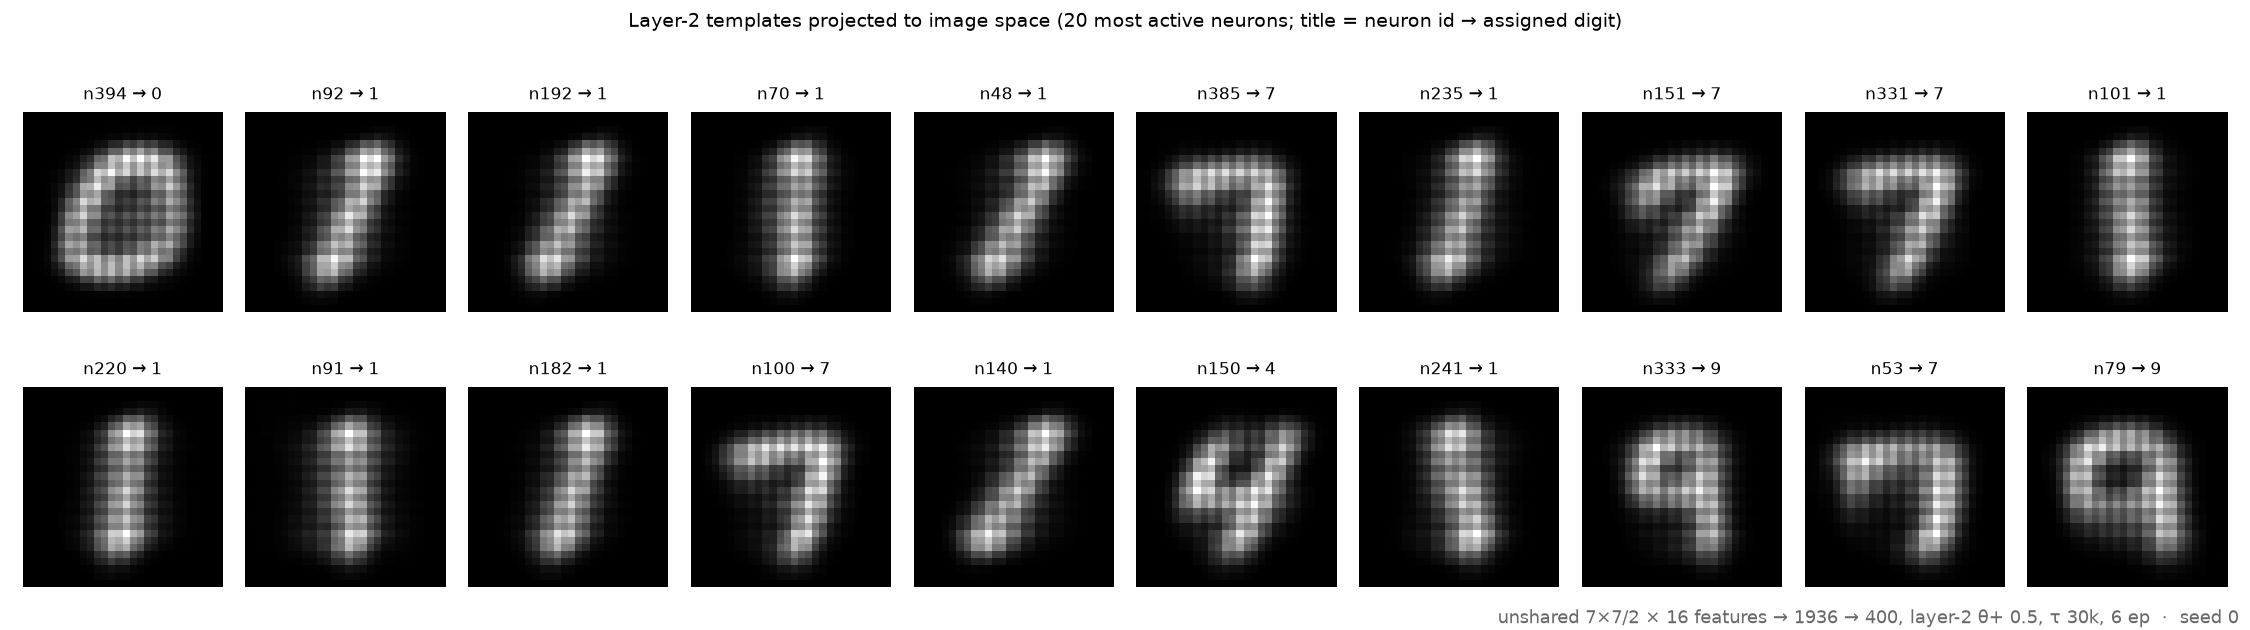 Layer-2 templates projected to image space (20 most active neurons; title = neuron id → assigned digit)
n394 → 0 n92 → 1 n192 → 1 n70 → 1 n48 → 1 n385 → 7 n235 → 1 n151 → 7 n331 → 7 n101 → 1
n220 → 1 n91 → 1 n182 → 1 n100 → 7 n140 → 1 n150 → 4 n241 → 1 n333 → 9 n53 → 7 n79 → 9
unshared 7×7/2 × 16 features → 1936 → 400, layer-2 θ+ 0.5, τ 30k, 6 ep · seed 0